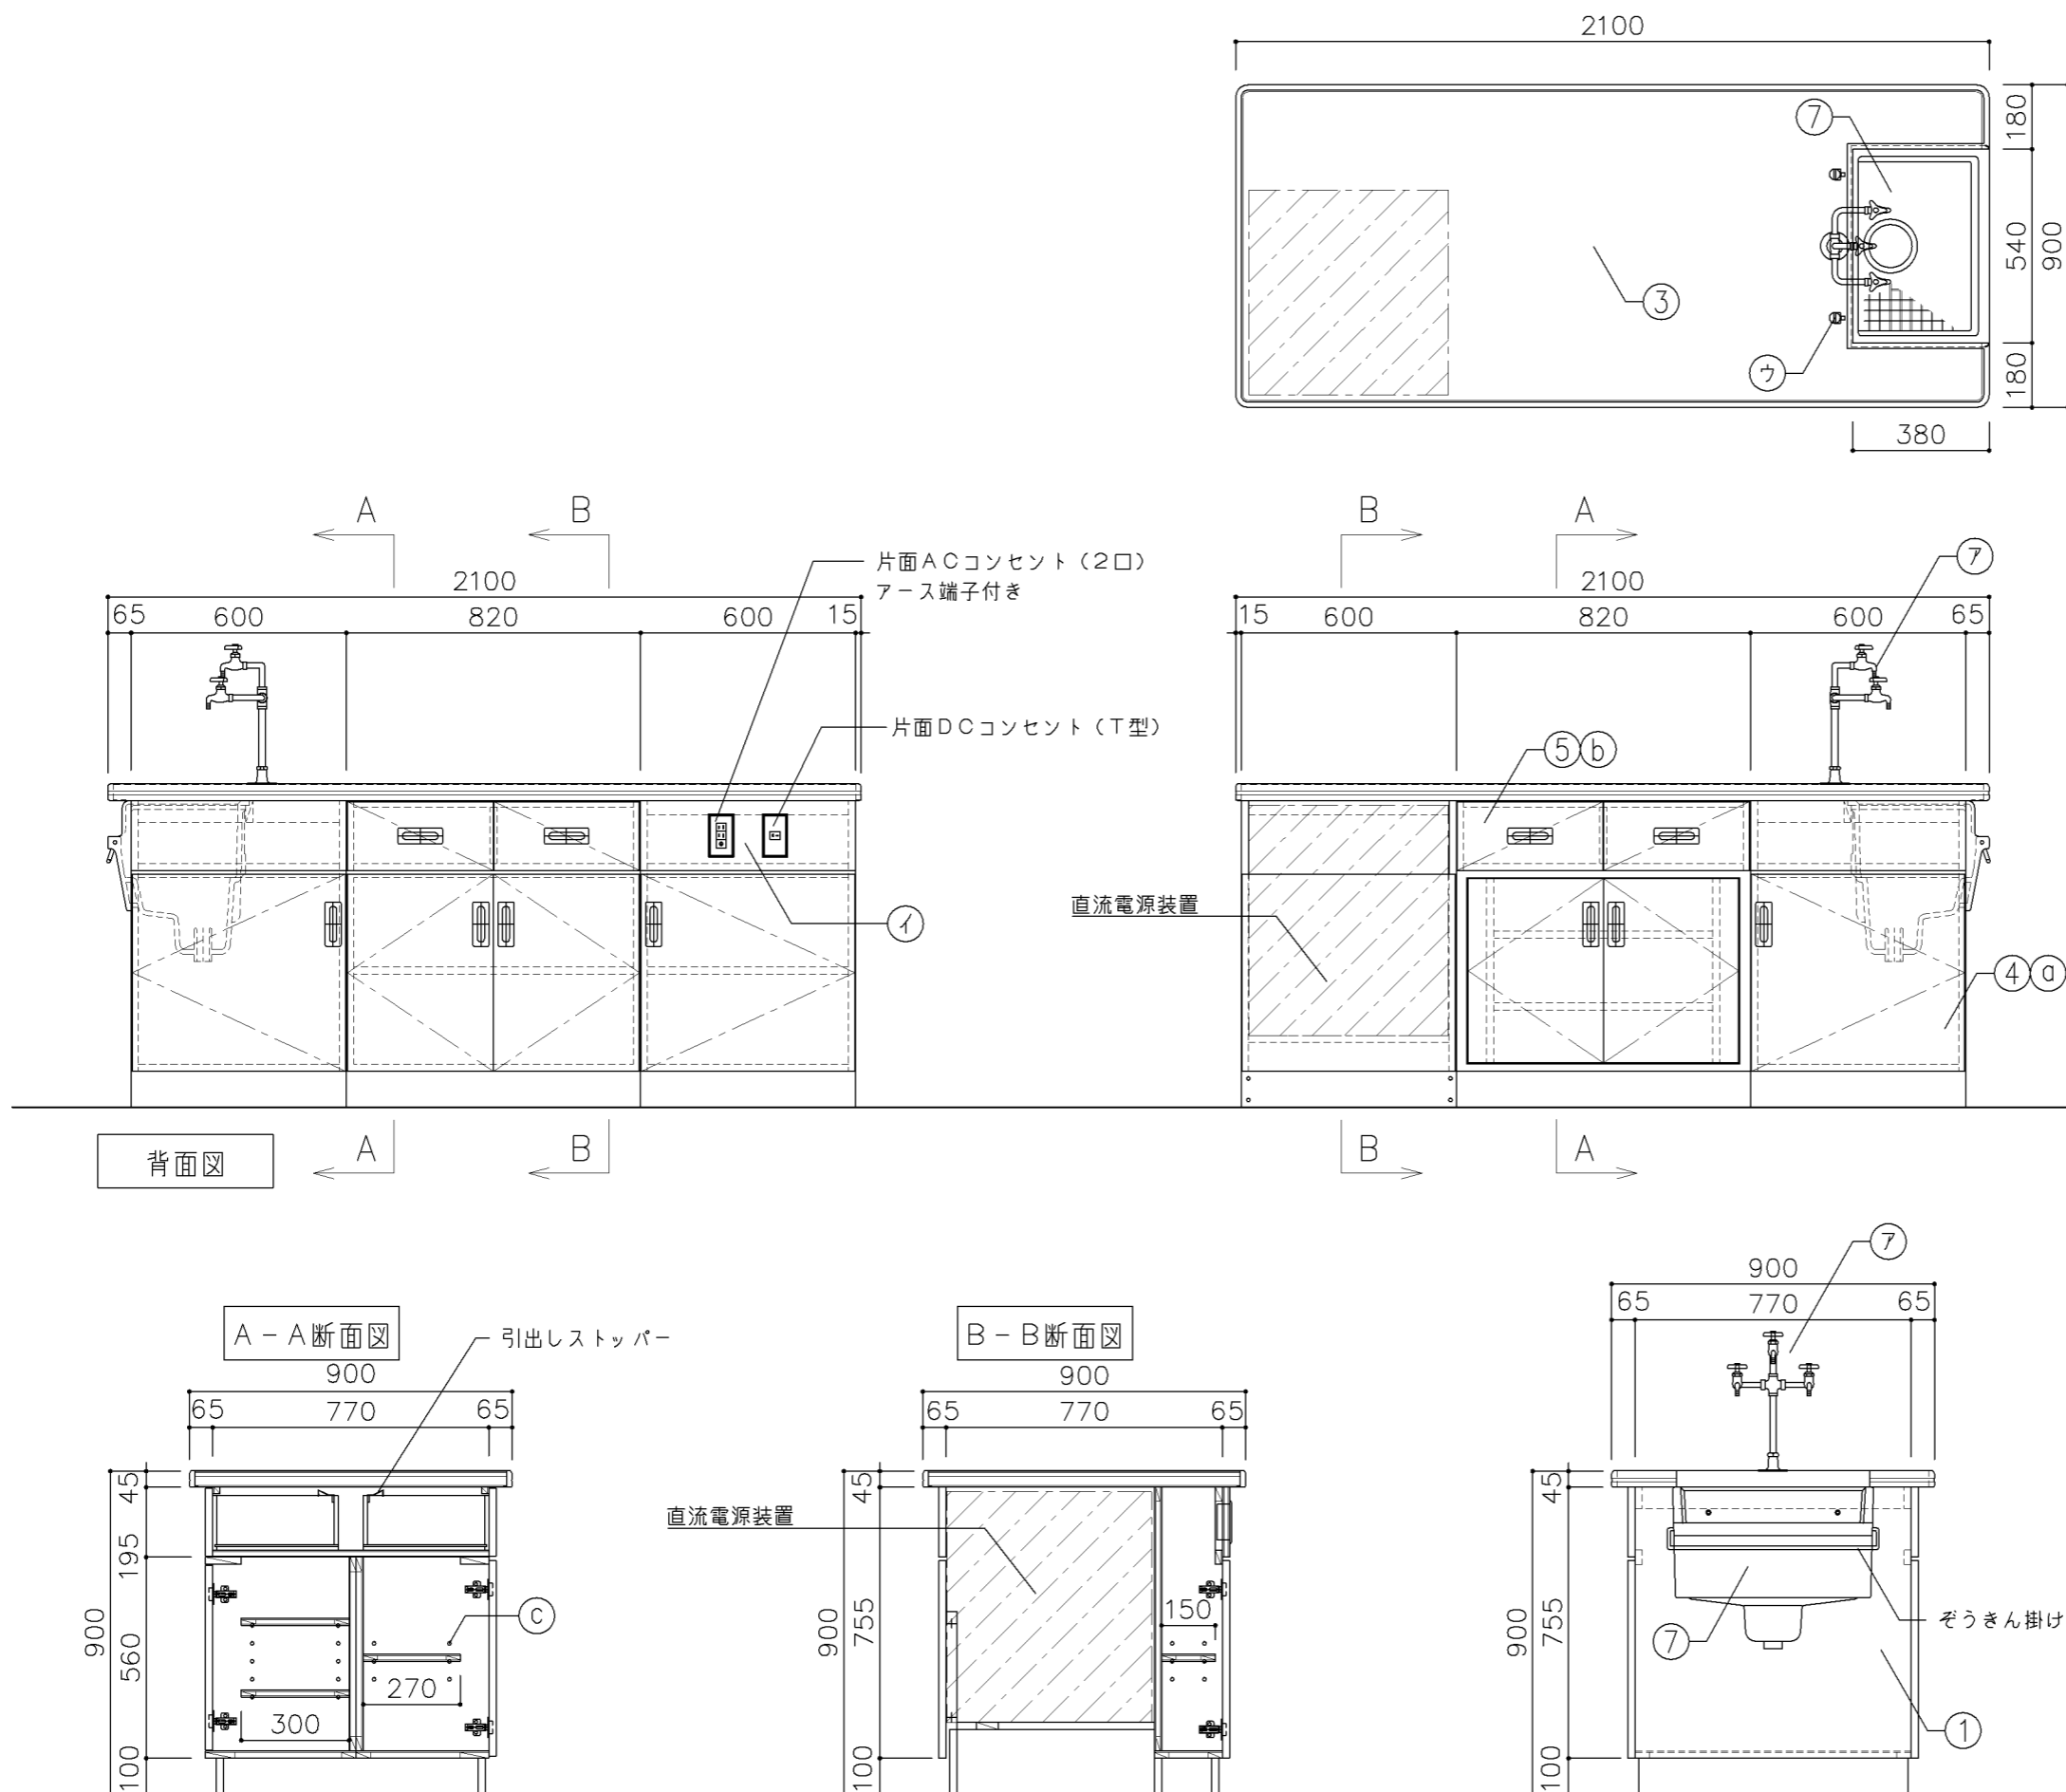 2100
180
540
180
900
380
7
3
ウ
A
B
2100
65
600
820
600
15
片面ACコンセント（2口）
アース端子付き
片面DCコンセント（T型）
イ
A
B
背面図
B
A
ア
2100
15
600
820
600
65
5
b
直流電源装置
4
a
B
A
A－A断面図
引出しストッパー
900
65
770
65
45
195
560
100
900
300
270
c
B－B断面図
900
65
770
65
直流電源装置
45
755
100
900
150
ア
900
65
770
65
45
755
100
900
7
ぞうきん掛け
1